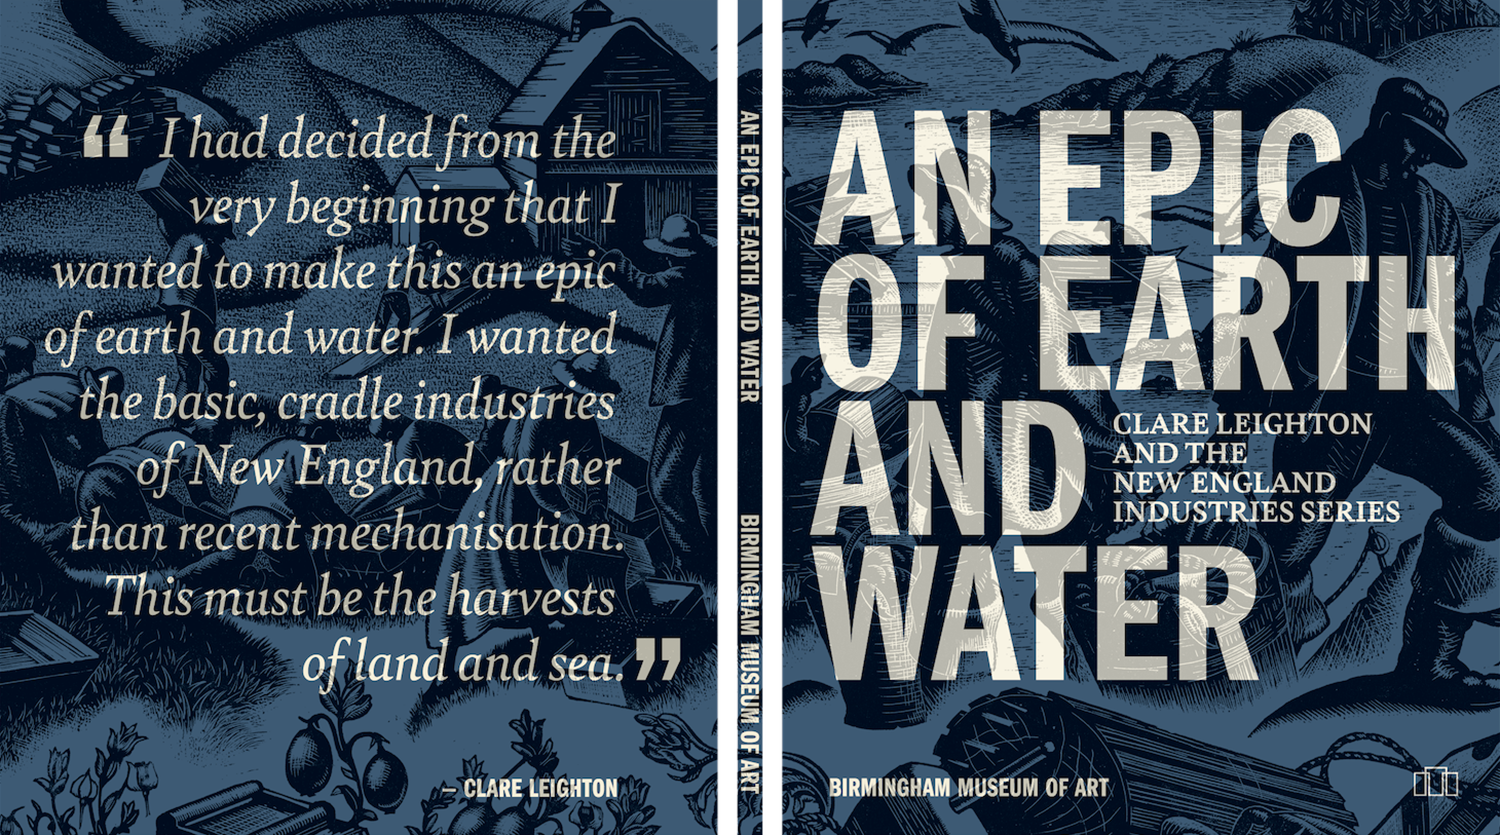 “ I had decided from the
very beginning that I
wanted to make this an epic
of earth and water. I wanted
the basic, cradle industries
of New England, rather
than recent mechanisation.
This must be the harvests
of land and sea.”
– CLARE LEIGHTON
AN EPIC OF EARTH AND WATER
BIRMINGHAM MUSEUM OF ART
AN EPIC
OF EARTH
AND
WATER
CLARE LEIGHTON
AND THE
NEW ENGLAND
INDUSTRIES SERIES
BIRMINGHAM MUSEUM OF ART